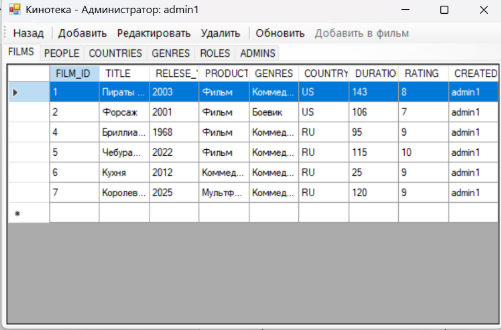 Кинотека - Администратор: admin1
Назад Добавить Редактировать Удалить Обновить Добавить в фильм
FILMS PEOPLE COUNTRIES GENRES ROLES ADMINS
FILM_ID TITLE RELESE_ PRODUCT GENRES COUNTRY DURATIO RATING CREATED
1 Пираты ... 2003 Фильм Коммед... US 143 8 admin1
2 Форсаж 2001 Фильм Боевик US 106 7 admin1
4 Бриллиа... 1968 Фильм Коммед... RU 95 9 admin1
5 Чебура... 2022 Фильм Коммед... RU 115 10 admin1
6 Кухня 2012 Коммед... Коммед... RU 25 9 admin1
7 Королев... 2025 Мультф... Коммед... RU 120 9 admin1